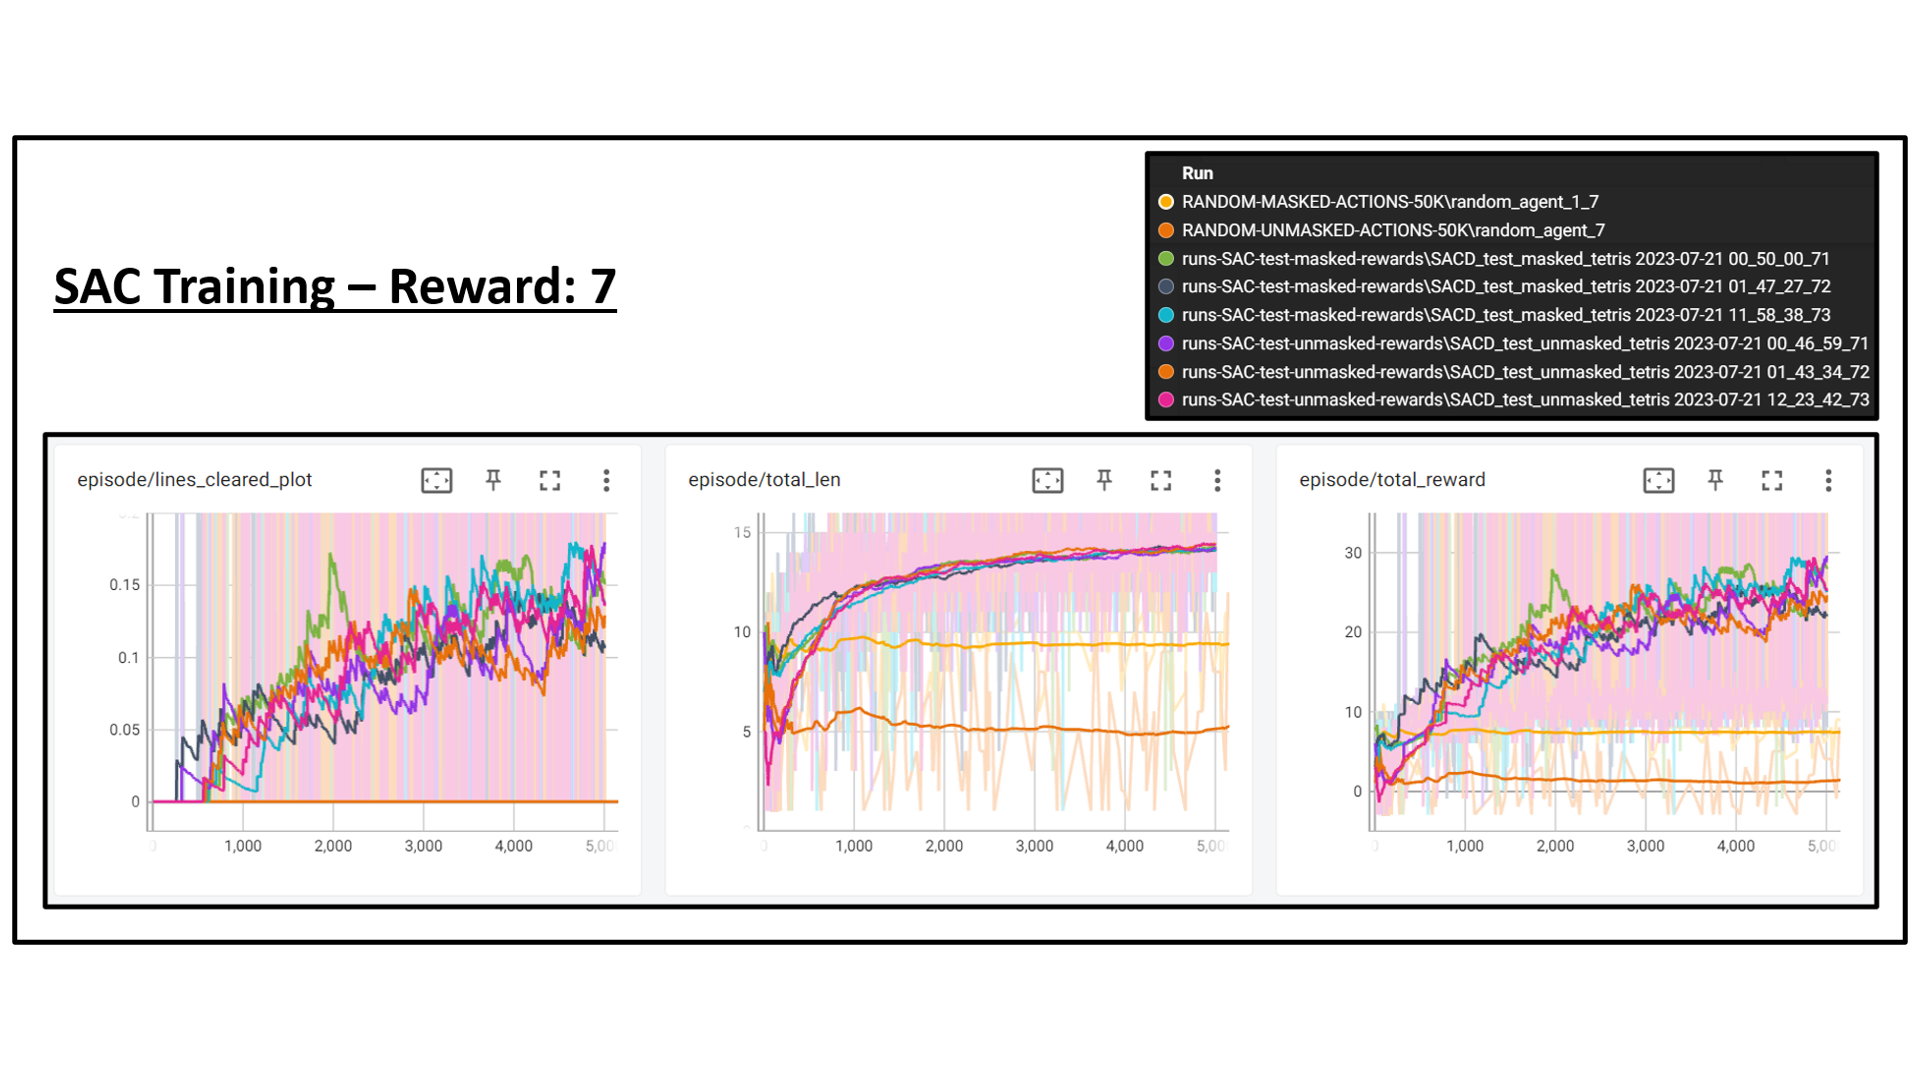 SAC Training – Reward: 7
Run
RANDOM-MASKED-ACTIONS-50K\random_agent_1_7
RANDOM-UNMASKED-ACTIONS-50K\random_agent_7
runs-SAC-test-masked-rewards\SACD_test_masked_tetris 2023-07-21 00_50_00_71
runs-SAC-test-masked-rewards\SACD_test_masked_tetris 2023-07-21 01_47_27_72
runs-SAC-test-masked-rewards\SACD_test_masked_tetris 2023-07-21 11_58_38_73
runs-SAC-test-unmasked-rewards\SACD_test_unmasked_tetris 2023-07-21 00_46_59_71
runs-SAC-test-unmasked-rewards\SACD_test_unmasked_tetris 2023-07-21 01_43_34_72
runs-SAC-test-unmasked-rewards\SACD_test_unmasked_tetris 2023-07-21 12_23_42_73
episode/lines_cleared_plot
0.15
0.1
0.05
0
0 1,000 2,000 3,000 4,000
episode/total_len
15
10
5
0 1,000 2,000 3,000 4,000
episode/total_reward
30
20
10
0
0 1,000 2,000 3,000 4,000